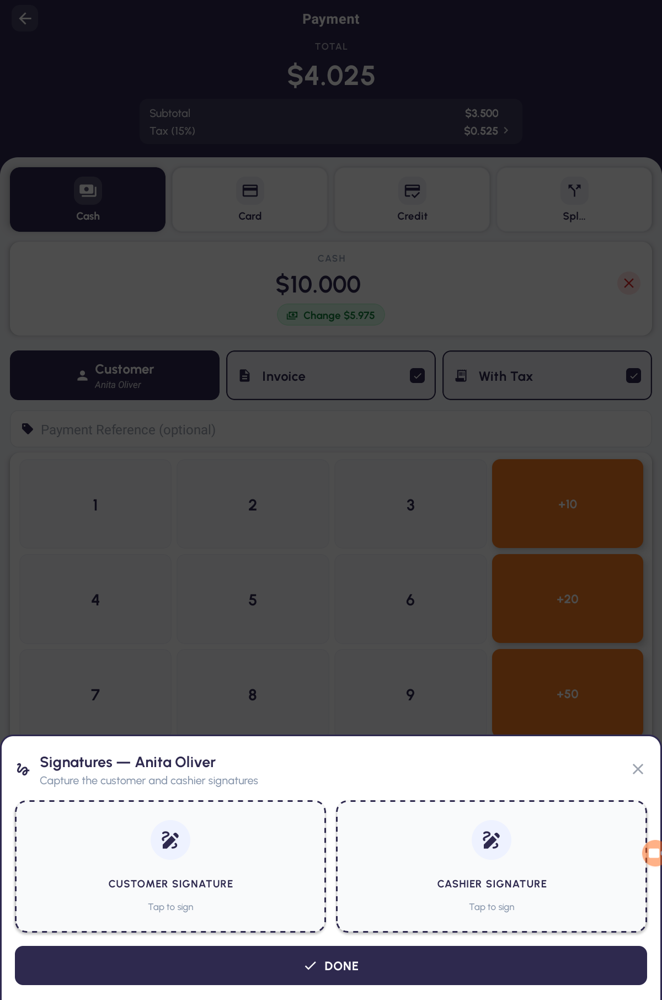 Payment
TOTAL
$4.025
Subtotal $3.500
Tax (15%) $0.525
Cash Card Credit Spl...
CASH
$10.000
Change $5.975
Customer
Anita Oliver
Invoice
With Tax
Payment Reference (optional)
1 2 3 +10
4 5 6 +20
7 8 9 +50
Signatures — Anita Oliver
Capture the customer and cashier signatures
CUSTOMER SIGNATURE
Tap to sign
CASHIER SIGNATURE
Tap to sign
DONE